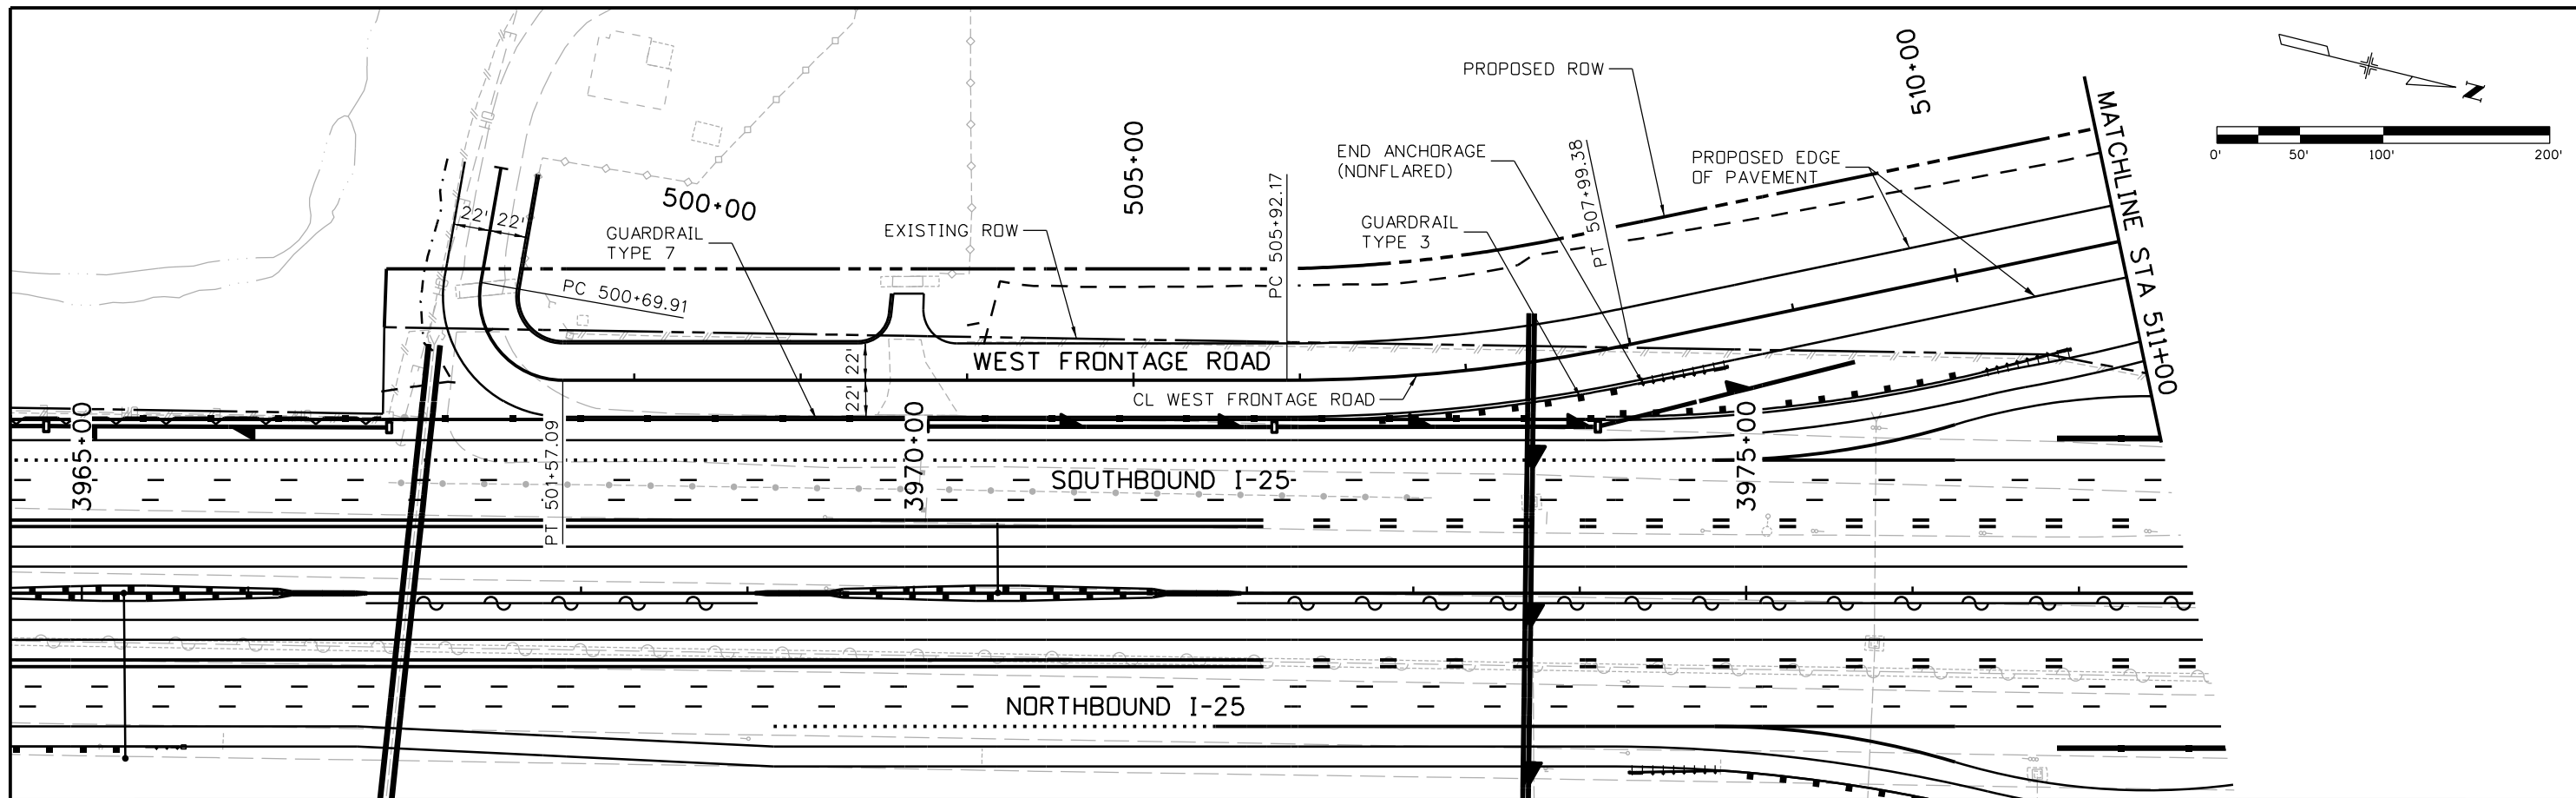 510+00
PROPOSED ROW
N
0' 50' 100' 200'
MATCHLINE STA 511+00
505+00
END ANCHORAGE
(NONFLARED)
PT 507+99.38
PROPOSED EDGE
OF PAVEMENT
PC 505+92.17
500+00
22' 22'
GUARDRAIL
TYPE 7
EXISTING ROW
GUARDRAIL
TYPE 3
PC 500+69.91
22' 22'
WEST FRONTAGE ROAD
CL WEST FRONTAGE ROAD
3965+00
PT 501+57.09
3970+00
3975+00
SOUTHBOUND I-25
NORTHBOUND I-25